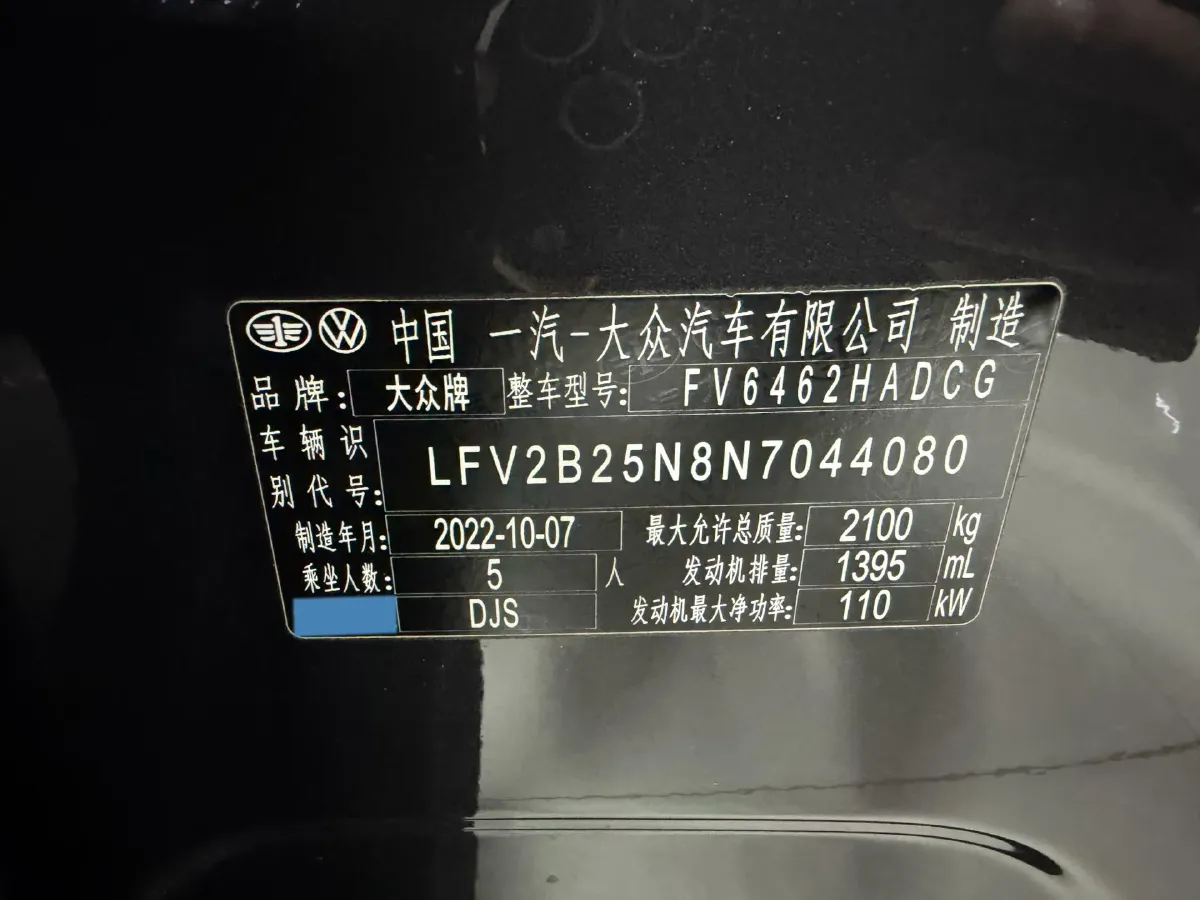 中国 一汽-大众汽车有限公司 制造
品牌: 大众牌 整车型号: FV6462HADCG
车辆识别代号: LFV2B25N8N7044080
制造年月: 2022-10-07 最大允许总质量: 2100 kg
乘坐人数: 5 人 发动机排量: 1395 mL
DJS 发动机最大净功率: 110 kW